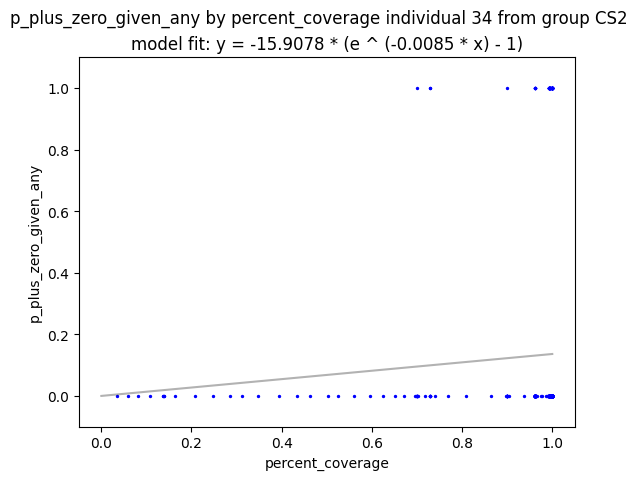 p_plus_zero_given_any by percent_coverage individual 34 from group CS2
model fit: y = -15.9078 * (e ^ (-0.0085 * x) - 1)
1.0
0.8
0.6
0.4
0.2
0.0
p_plus_zero_given_any
0.0 0.2 0.4 0.6 0.8 1.0
percent_coverage